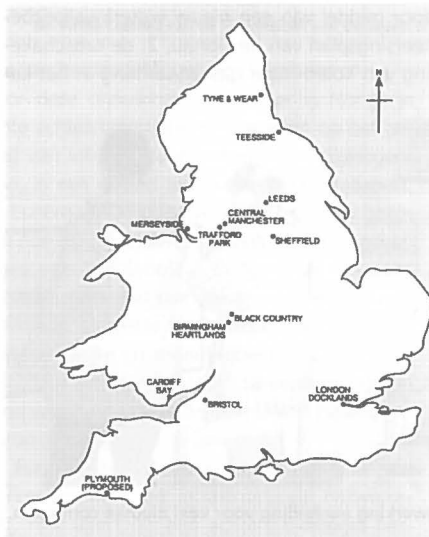 N
TYNE & WEAR
TEESSIDE
LEEDS
CENTRAL
MANCHESTER
MERSEYSIDE
TRAFFORD
PARK
SHEFFIELD
BLACK COUNTRY
BIRMINGHAM
HEARTLANDS
CARDIFF
BAY
BRISTOL
LONDON
DOCKLANDS
PLYMOUTH
(PROPOSED)